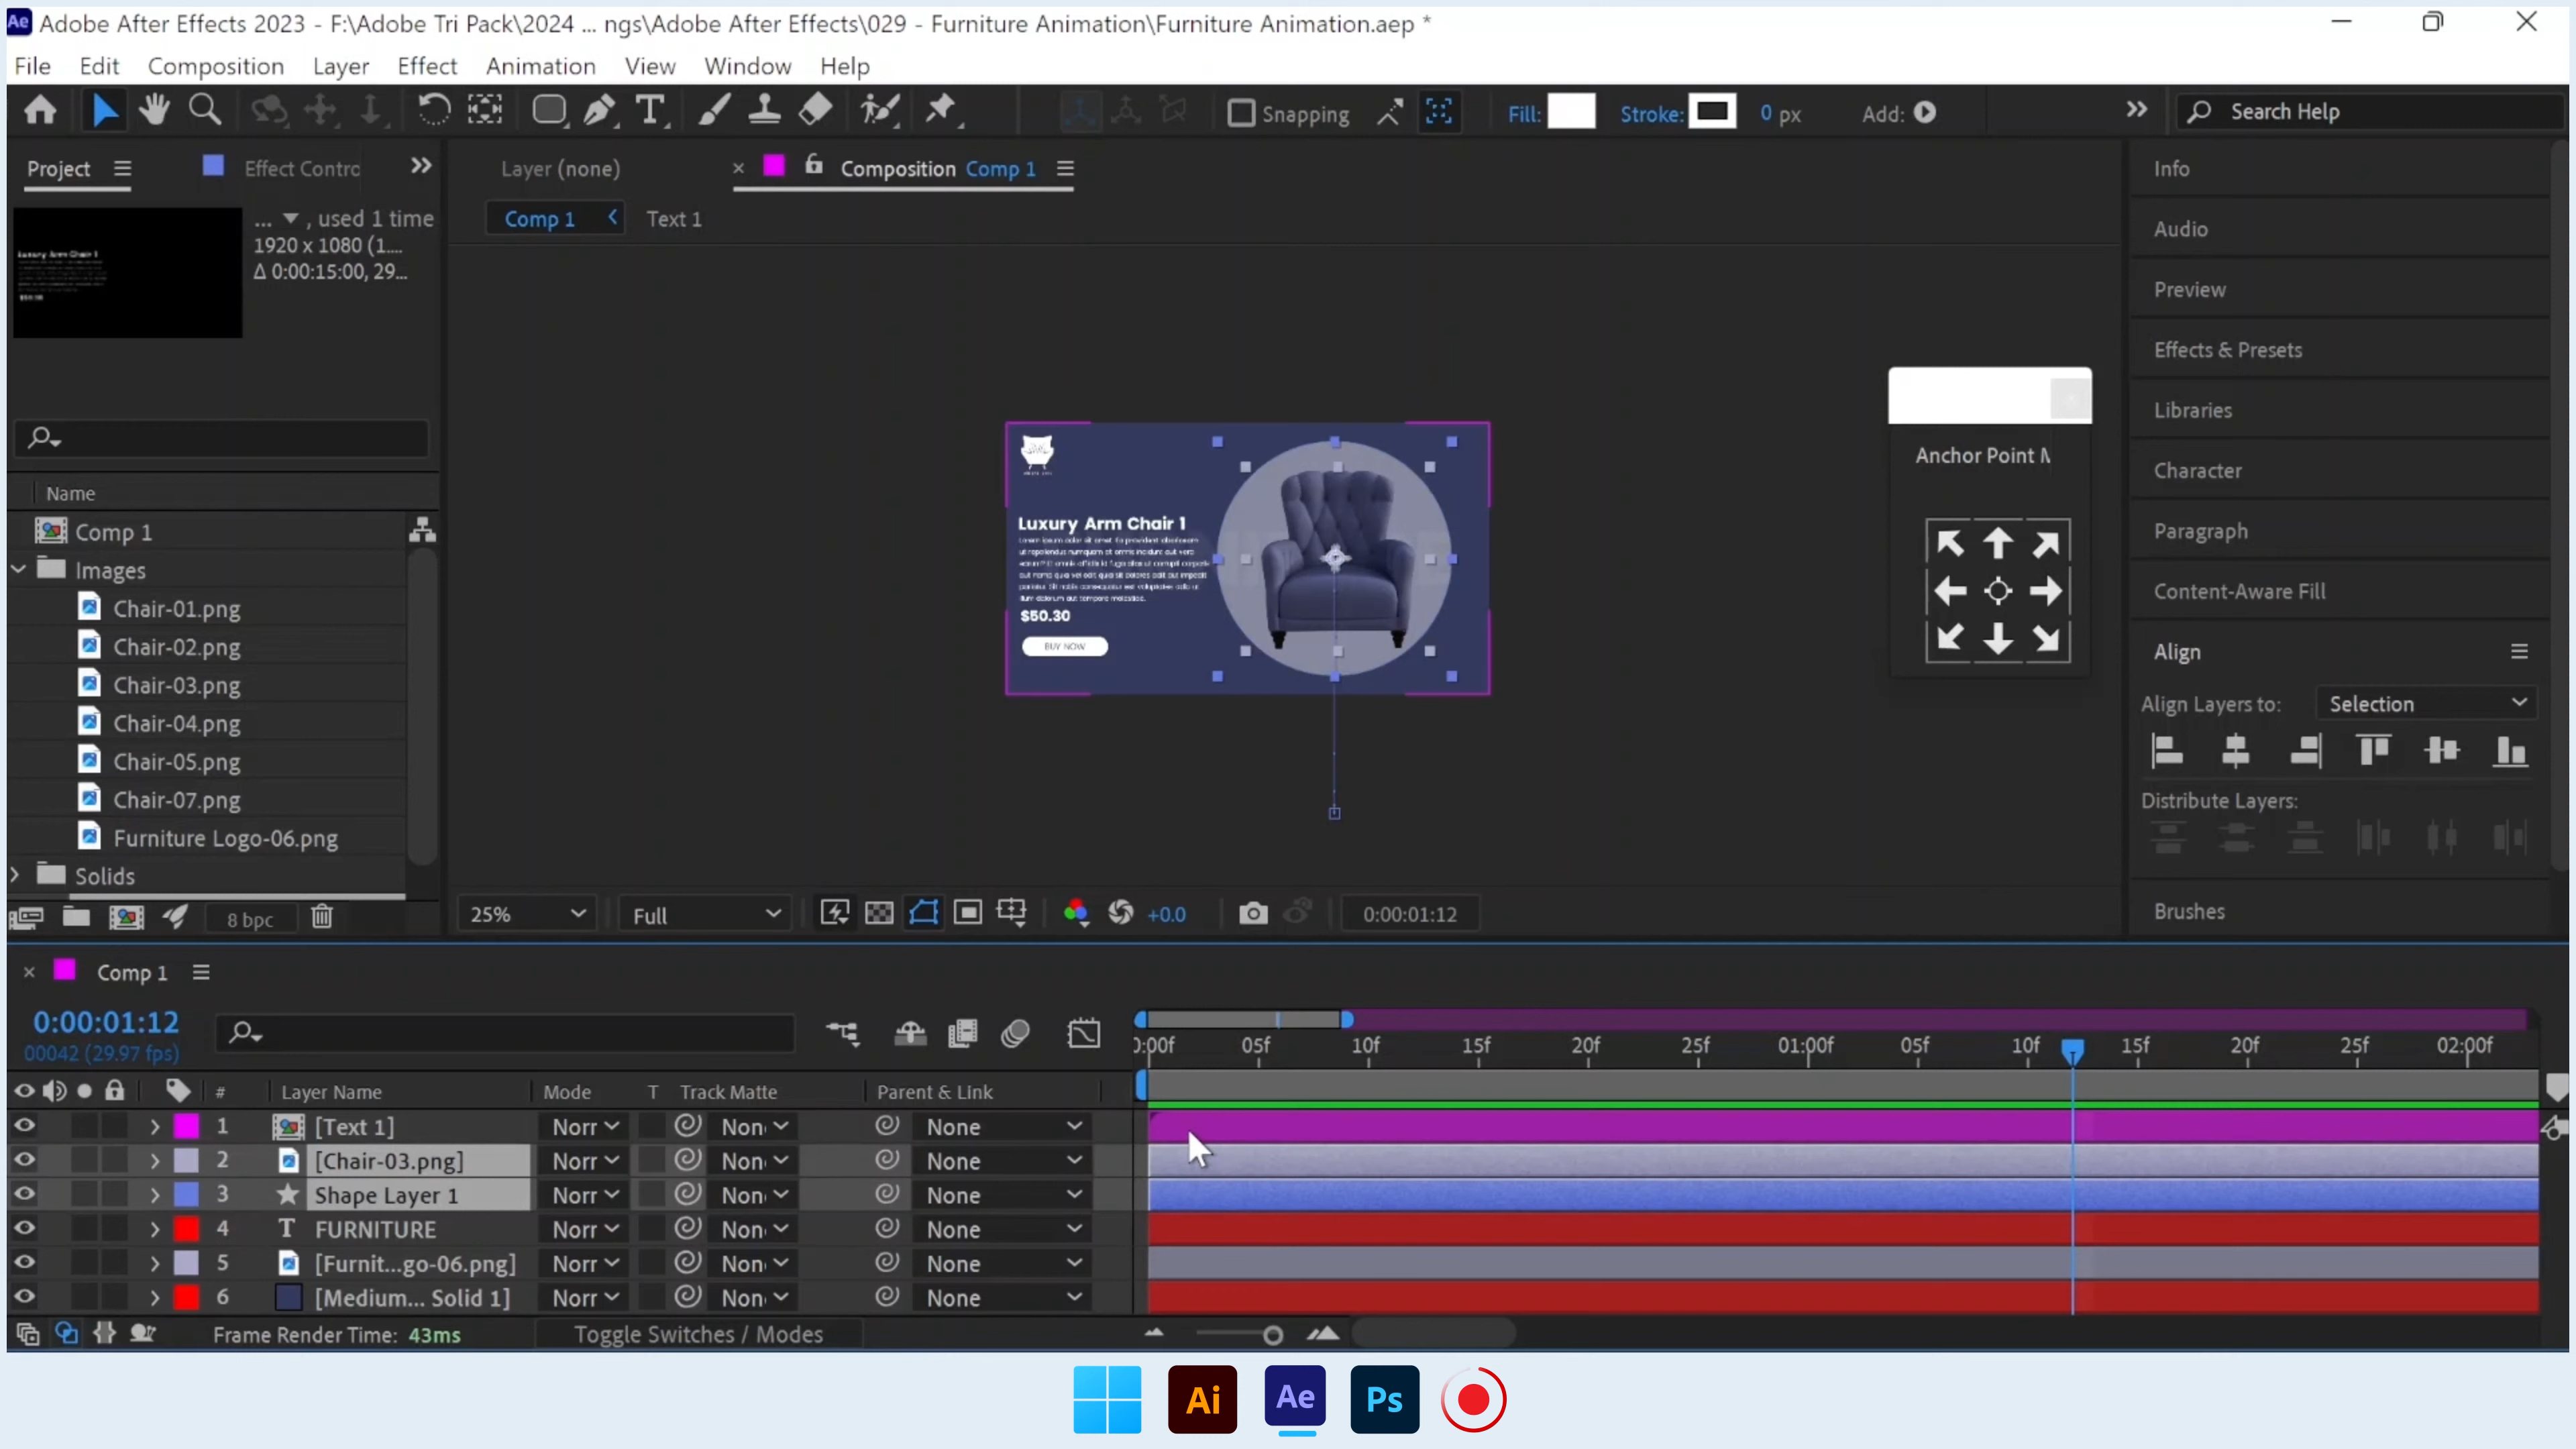 Ae Adobe After Effects 2023 - F:\Adobe Tri Pack\2024 ... ngs\Adobe After Effects\029 - Furniture Animation\Furniture Animation.aep *
File Edit Composition Layer Effect Animation View Window Help
Snapping Fill: Stroke: 0 px Add: Search Help
Project Effect Contro
Layer (none) Composition Comp 1
Comp 1 Text 1
... , used 1 time
1920 x 1080 (1....
Δ 0:00:15:00, 29...
Luxury Arm Chair 1
$50.30
Name
Comp 1
Images
Chair-01.png
Chair-02.png
Chair-03.png
Chair-04.png
Chair-05.png
Chair-07.png
Furniture Logo-06.png
Solids
8 bpc
Luxury Arm Chair 1
$50.30
BUY NOW
Anchor Point M
25% Full +0.0 0:00:01:12
Info
Audio
Preview
Effects & Presets
Libraries
Character
Paragraph
Content-Aware Fill
Align
Align Layers to: Selection
Distribute Layers:
Brushes
Comp 1
0:00:01:12
00042 (29.97 fps)
0:00f 05f 10f 15f 20f 25f 01:00f 05f 10f 15f 20f 25f 02:00f
# Layer Name Mode T Track Matte Parent & Link
1 [Text 1] Norr Non None
2 [Chair-03.png] Norr Non None
3 Shape Layer 1 Norr Non None
4 T FURNITURE Norr Non None
5 [Furnit...go-06.png] Norr Non None
6 [Medium... Solid 1] Norr Non None
Frame Render Time: 43ms Toggle Switches / Modes
Ai Ae Ps